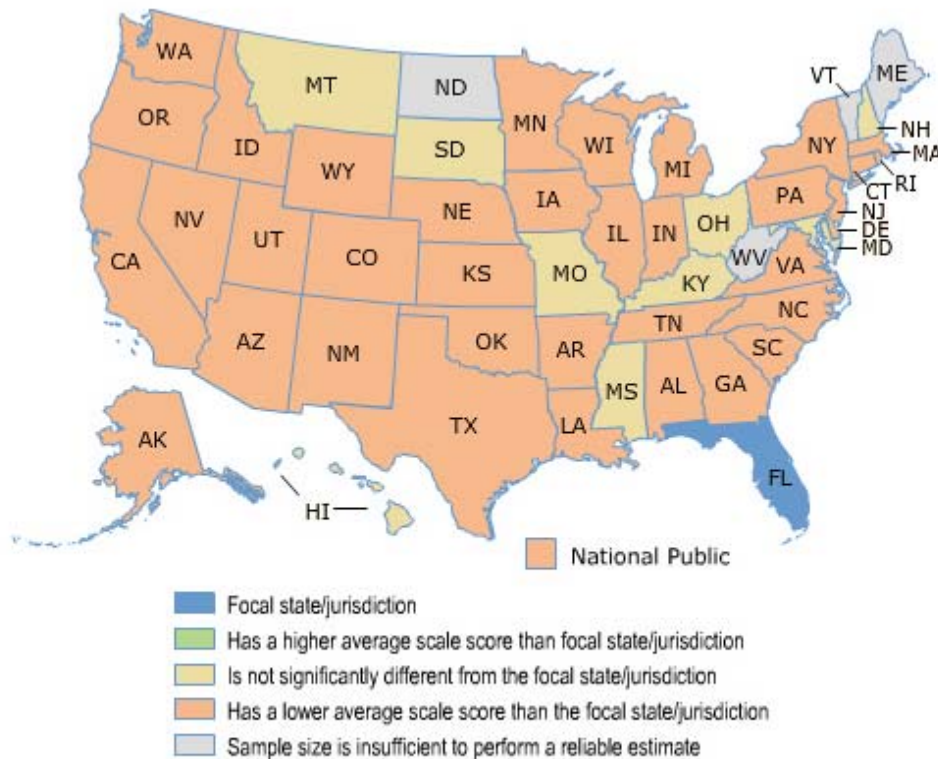 WA
MT
ND
VT
ME
OR
MN
ID
SD
WI
NY
NH
MA
WY
MI
RI
CT
NV
NE
IA
PA
NJ
OH
DE
UT
IL
IN
MD
CA
CO
WV
VA
KS
MO
KY
NC
TN
AZ
NM
OK
AR
SC
MS
AL
GA
TX
LA
AK
FL
HI
National Public
Focal state/jurisdiction
Has a higher average scale score than focal state/jurisdiction
Is not significantly different from the focal state/jurisdiction
Has a lower average scale score than the focal state/jurisdiction
Sample size is insufficient to perform a reliable estimate